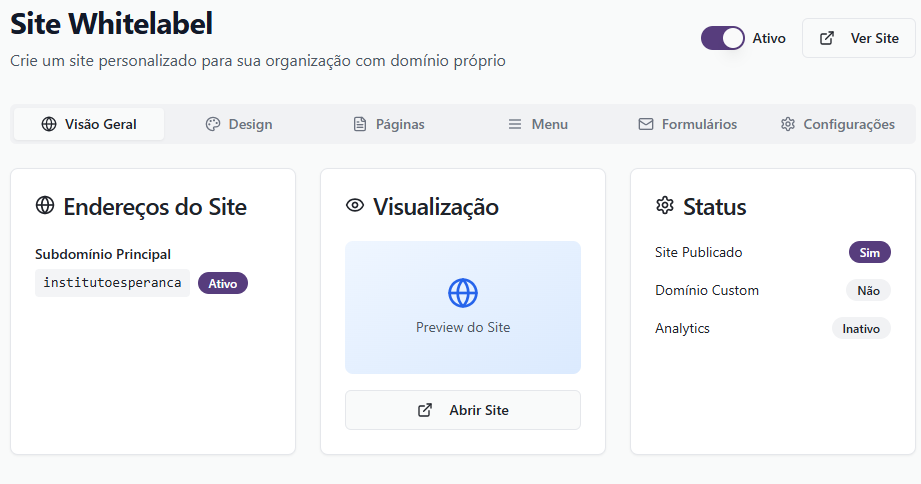 Site Whitelabel
Crie um site personalizado para sua organização com domínio próprio
Ativo
Ver Site
Visão Geral
Design
Páginas
Menu
Formulários
Configurações
Endereços do Site
Subdomínio Principal
institutoesperanca
Ativo
Visualização
Preview do Site
Abrir Site
Status
Site Publicado
Sim
Domínio Custom
Não
Analytics
Inativo